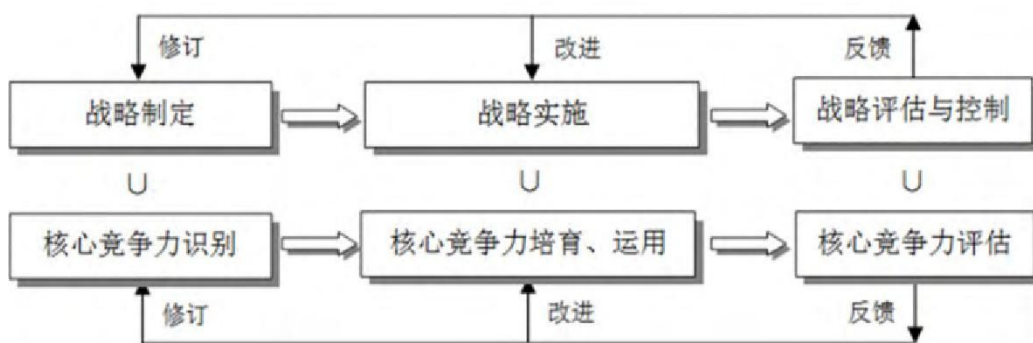 修订 改进 反馈
战略制定 战略实施 战略评估与控制
∪ ∪ ∪
核心竞争力识别 核心竞争力培育、运用 核心竞争力评估
修订 改进 反馈